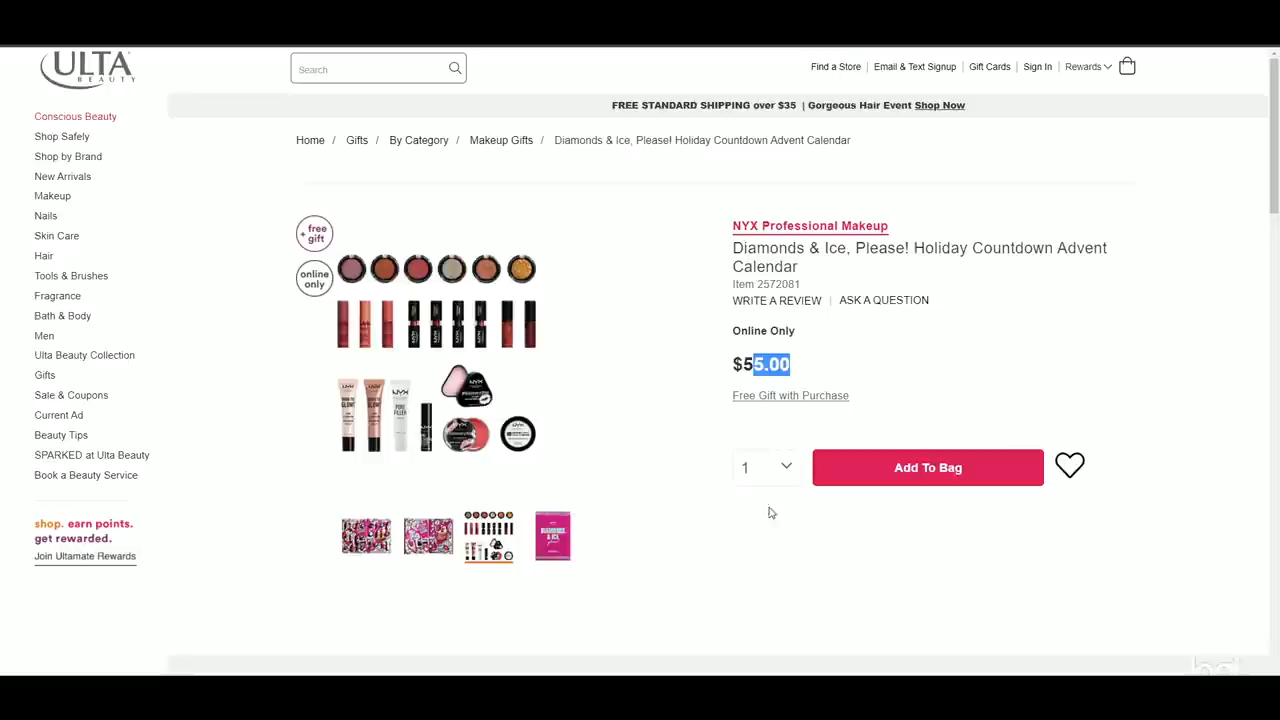 ULTA
BEAUTY
Search
Find a Store
Email & Text Signup
Gift Cards
Sign In
Rewards
FREE STANDARD SHIPPING over $35 | Gorgeous Hair Event Shop Now
Conscious Beauty
Shop Safely
Shop by Brand
New Arrivals
Makeup
Nails
Skin Care
Hair
Tools & Brushes
Fragrance
Bath & Body
Men
Ulta Beauty Collection
Gifts
Sale & Coupons
Current Ad
Beauty Tips
SPARKED at Ulta Beauty
Book a Beauty Service
shop. earn points.
get rewarded.
Join Ultamate Rewards
Home / Gifts / By Category / Makeup Gifts / Diamonds & Ice, Please! Holiday Countdown Advent Calendar
+ free
gift
online
only
NYX Professional Makeup
Diamonds & Ice, Please! Holiday Countdown Advent
Calendar
Item 2572081
WRITE A REVIEW | ASK A QUESTION
Online Only
$55.00
Free Gift with Purchase
1
Add To Bag